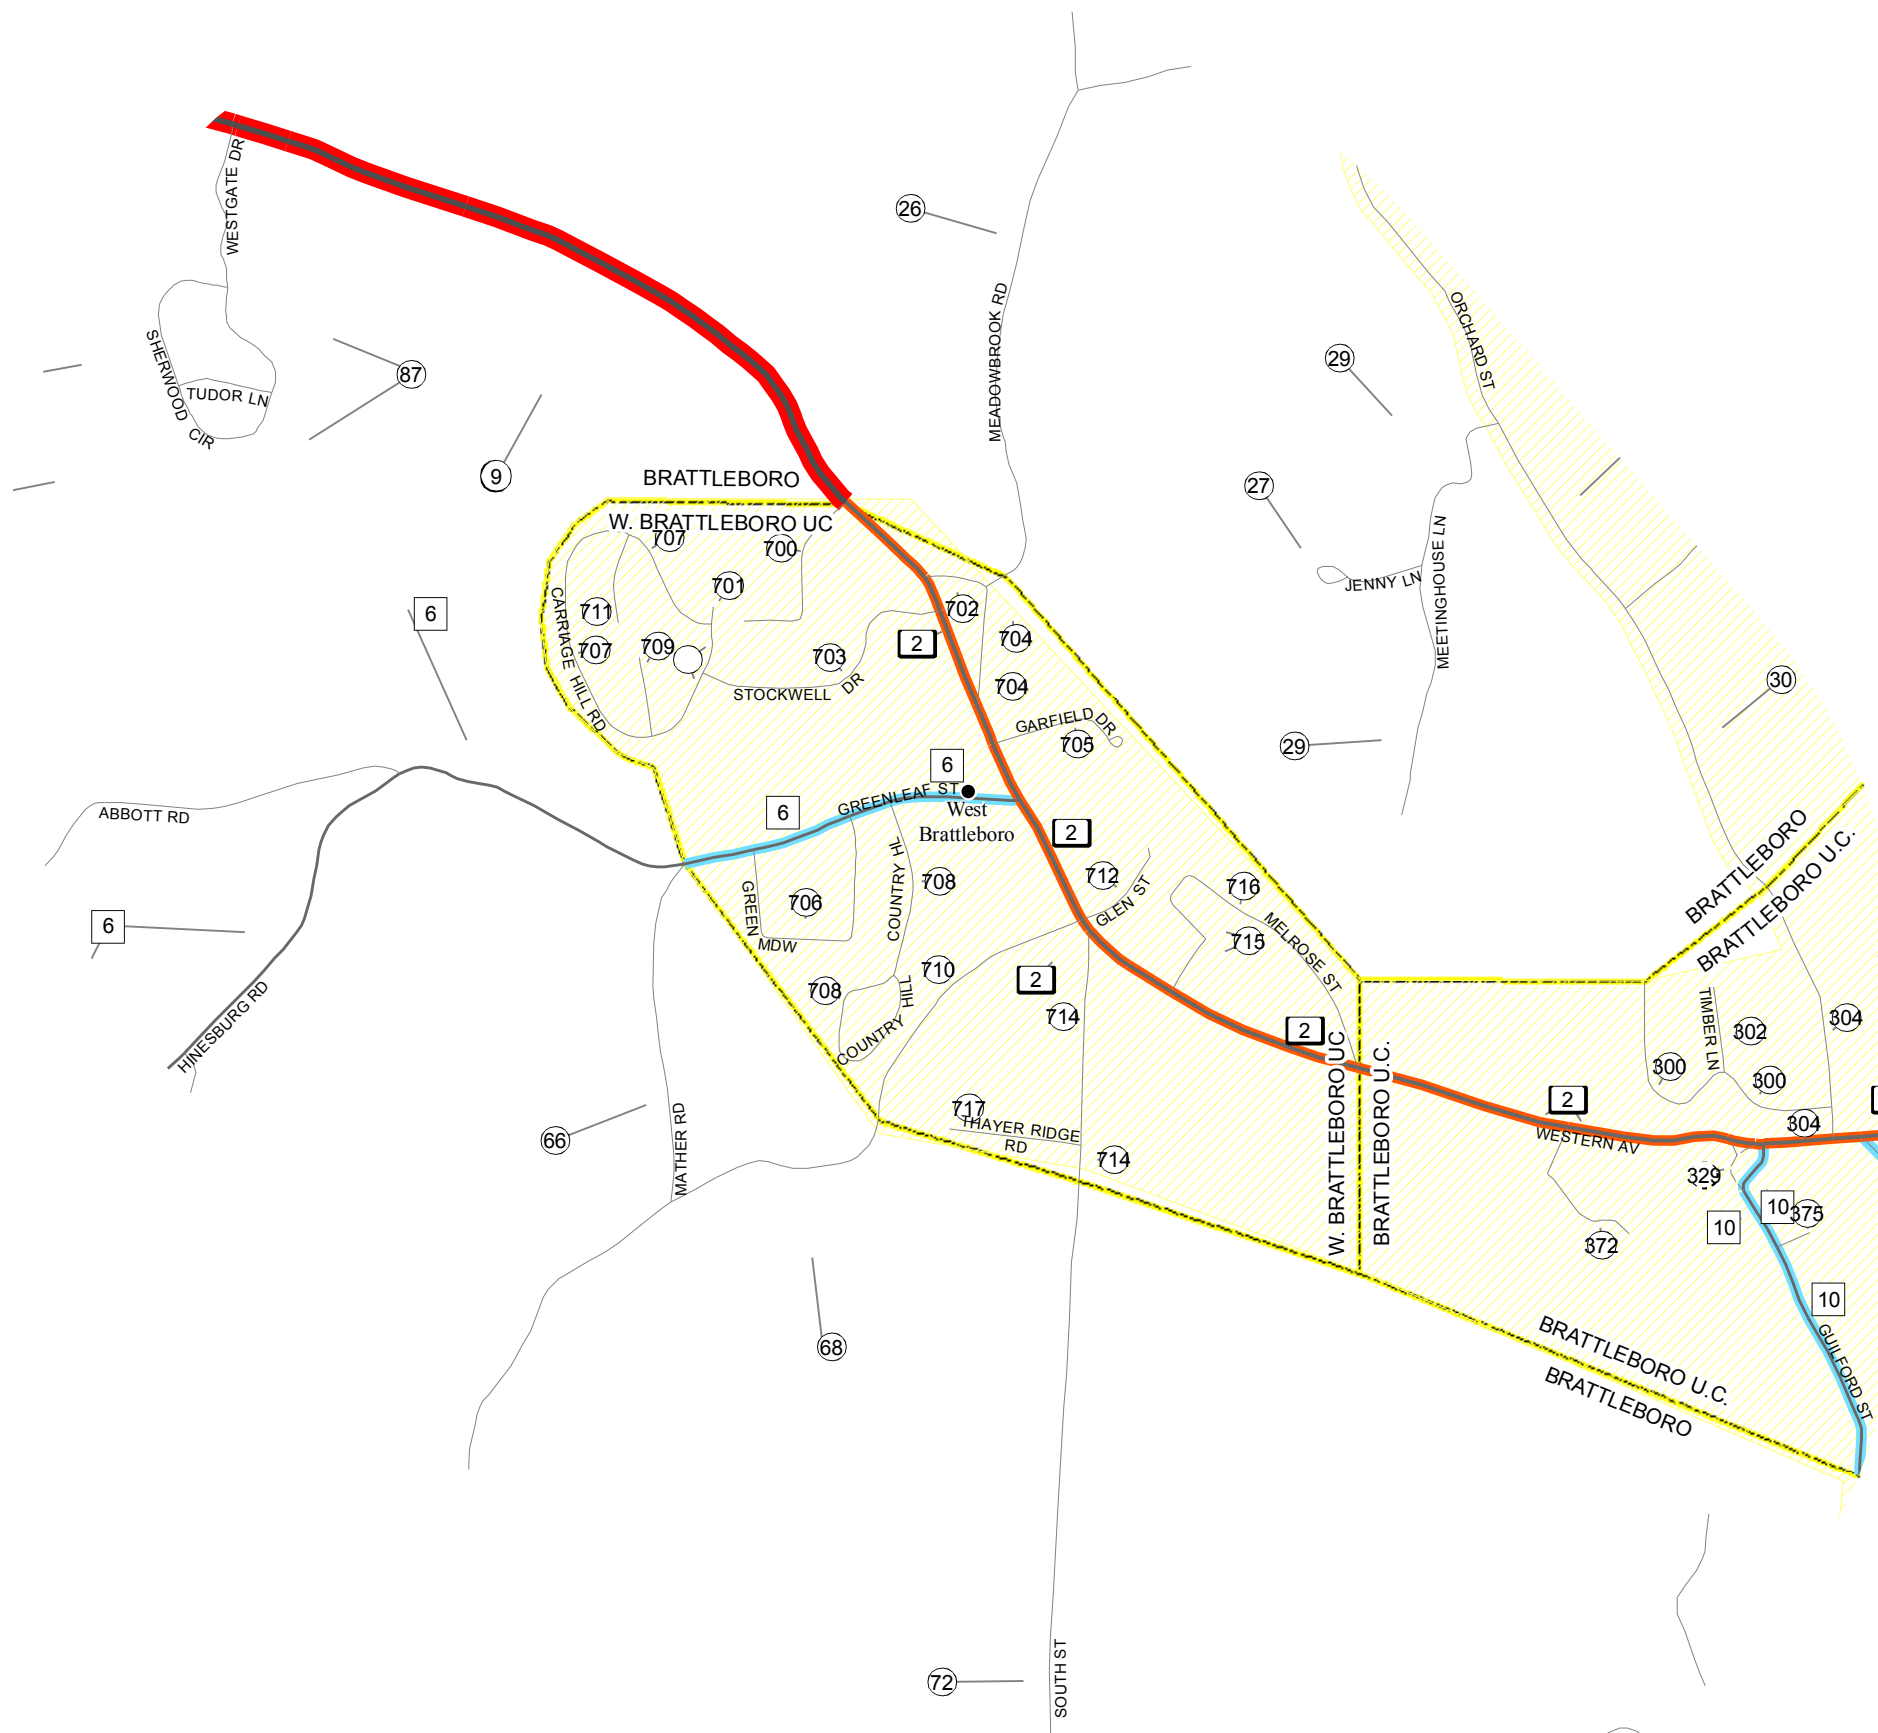 WESTGATE DR
26
MEADOWBROOK RD
ORCHARD ST
29
87
SHERWOOD CIR
TUDOR LN
9
BRATTLEBORO
W. BRATTLEBORO UC
27
MEETINGHOUSE LN
JENNY LN
707
700
701
711
707
709
703
702
704
704
2
6
CARRIAGE HILL RD
STOCKWELL DR
GARFIELD DR
705
30
29
6
GREENLEAF ST
West
Brattleboro
6
2
ABBOTT RD
6
HINESBURG RD
GREEN MDW
706
COUNTRY HL
708
712
GLEN ST
716
715
MELROSE ST
BRATTLEBORO
BRATTLEBORO U.C.
708
710
2
714
COUNTRY HILL
2
W. BRATTLEBORO UC
BRATTLEBORO U.C.
TIMBER LN
302
304
300
300
2
304
WESTERN AV
717
THAYER RIDGE
RD
714
66
MATHER RD
329
10
10
375
372
10
GUILFORD ST
68
BRATTLEBORO U.C.
BRATTLEBORO
72
SOUTH ST